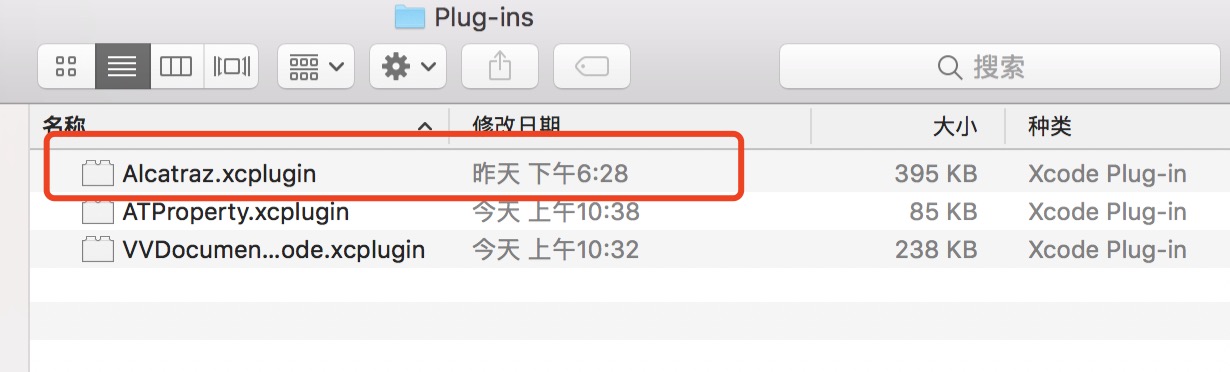 Plug-ins
搜索
名称 修改日期 大小 种类
Alcatraz.xcplugin 昨天 下午6:28 395 KB Xcode Plug-in
ATProperty.xcplugin 今天 上午10:38 85 KB Xcode Plug-in
VVDocumen...ode.xcplugin 今天 上午10:32 238 KB Xcode Plug-in